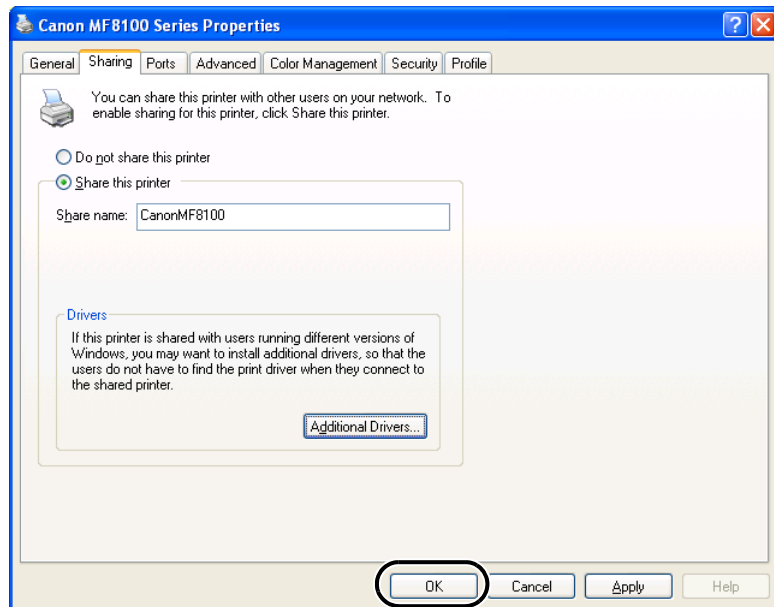 Canon MF8100 Series Properties
?
General Sharing Ports Advanced Color Management Security Profile
You can share this printer with other users on your network. To
enable sharing for this printer, click Share this printer.
Do not share this printer
Share this printer
Share name: CanonMF8100
Drivers
If this printer is shared with users running different versions of
Windows, you may want to install additional drivers, so that the
users do not have to find the print driver when they connect to
the shared printer.
Additional Drivers...
OK Cancel Apply Help